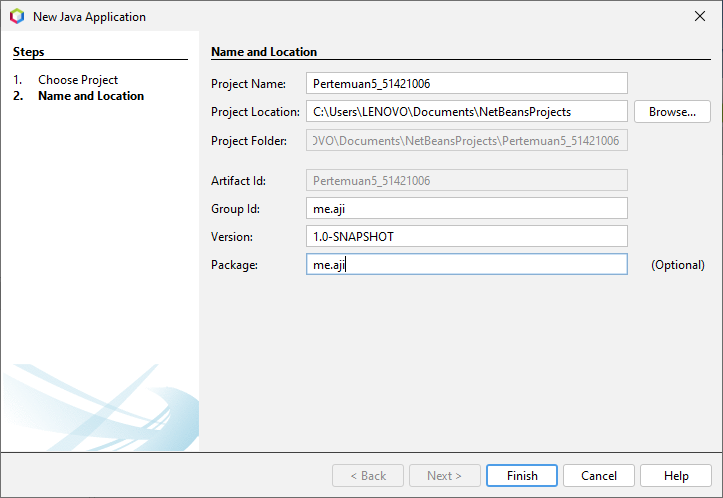 New Java Application
Steps
1. Choose Project
2. Name and Location
Name and Location
Project Name: Pertemuan5_51421006
Project Location: C:\Users\LENOVO\Documents\NetBeansProjects Browse...
Project Folder: OVO\Documents\NetBeansProjects\Pertemuan5_51421006
Artifact Id: Pertemuan5_51421006
Group Id: me.aji
Version: 1.0-SNAPSHOT
Package: me.aji (Optional)
< Back Next > Finish Cancel Help